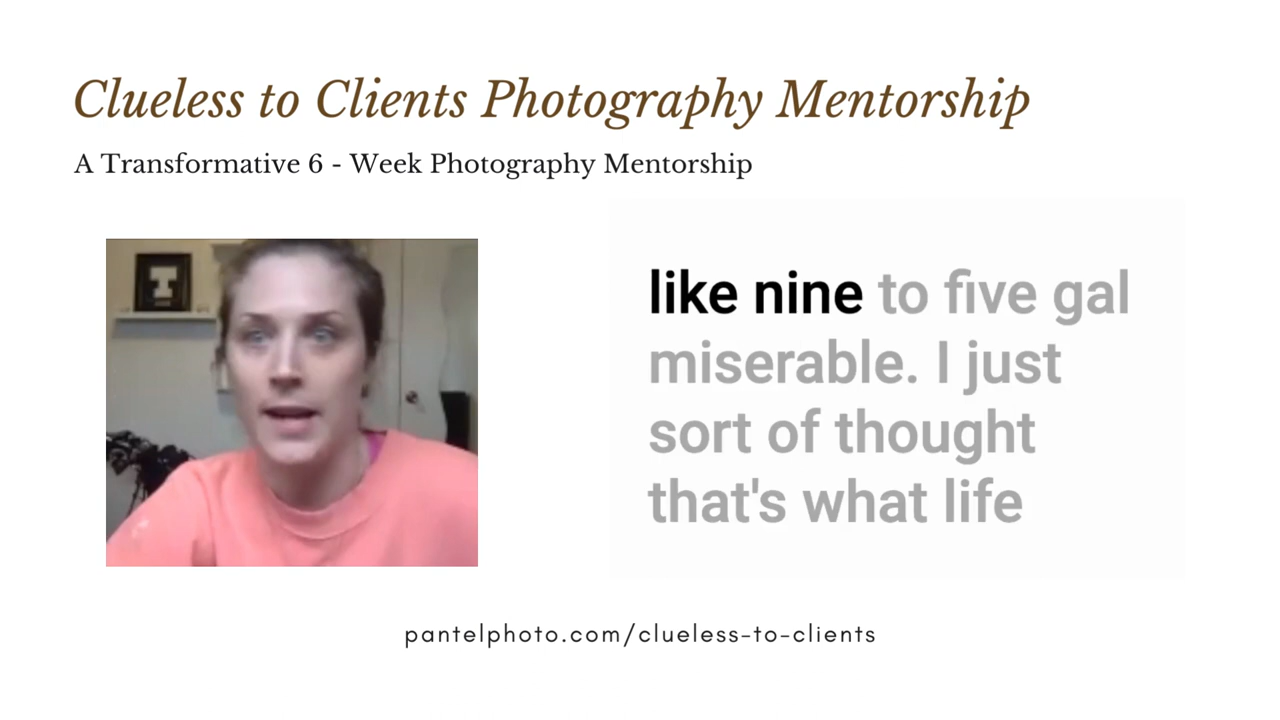 Clueless to Clients Photography Mentorship
A Transformative 6 - Week Photography Mentorship
like nine to five gal
miserable. I just
sort of thought
that's what life
pantelphoto.com/clueless-to-clients